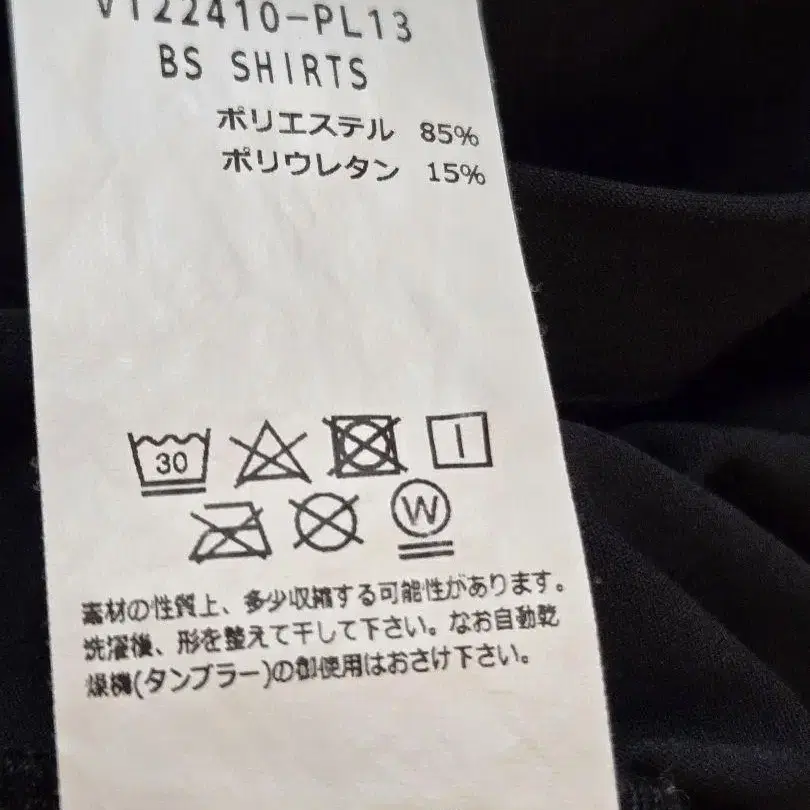 VT22410-PL13
BS SHIRTS
ポリエステル 85%
ポリウレタン 15%
30
W
素材の性質上、多少収縮する可能性があります。
洗濯後、形を整えて干して下さい。なお自動乾
燥機(タンブラー)の御使用はおさけ下さい。